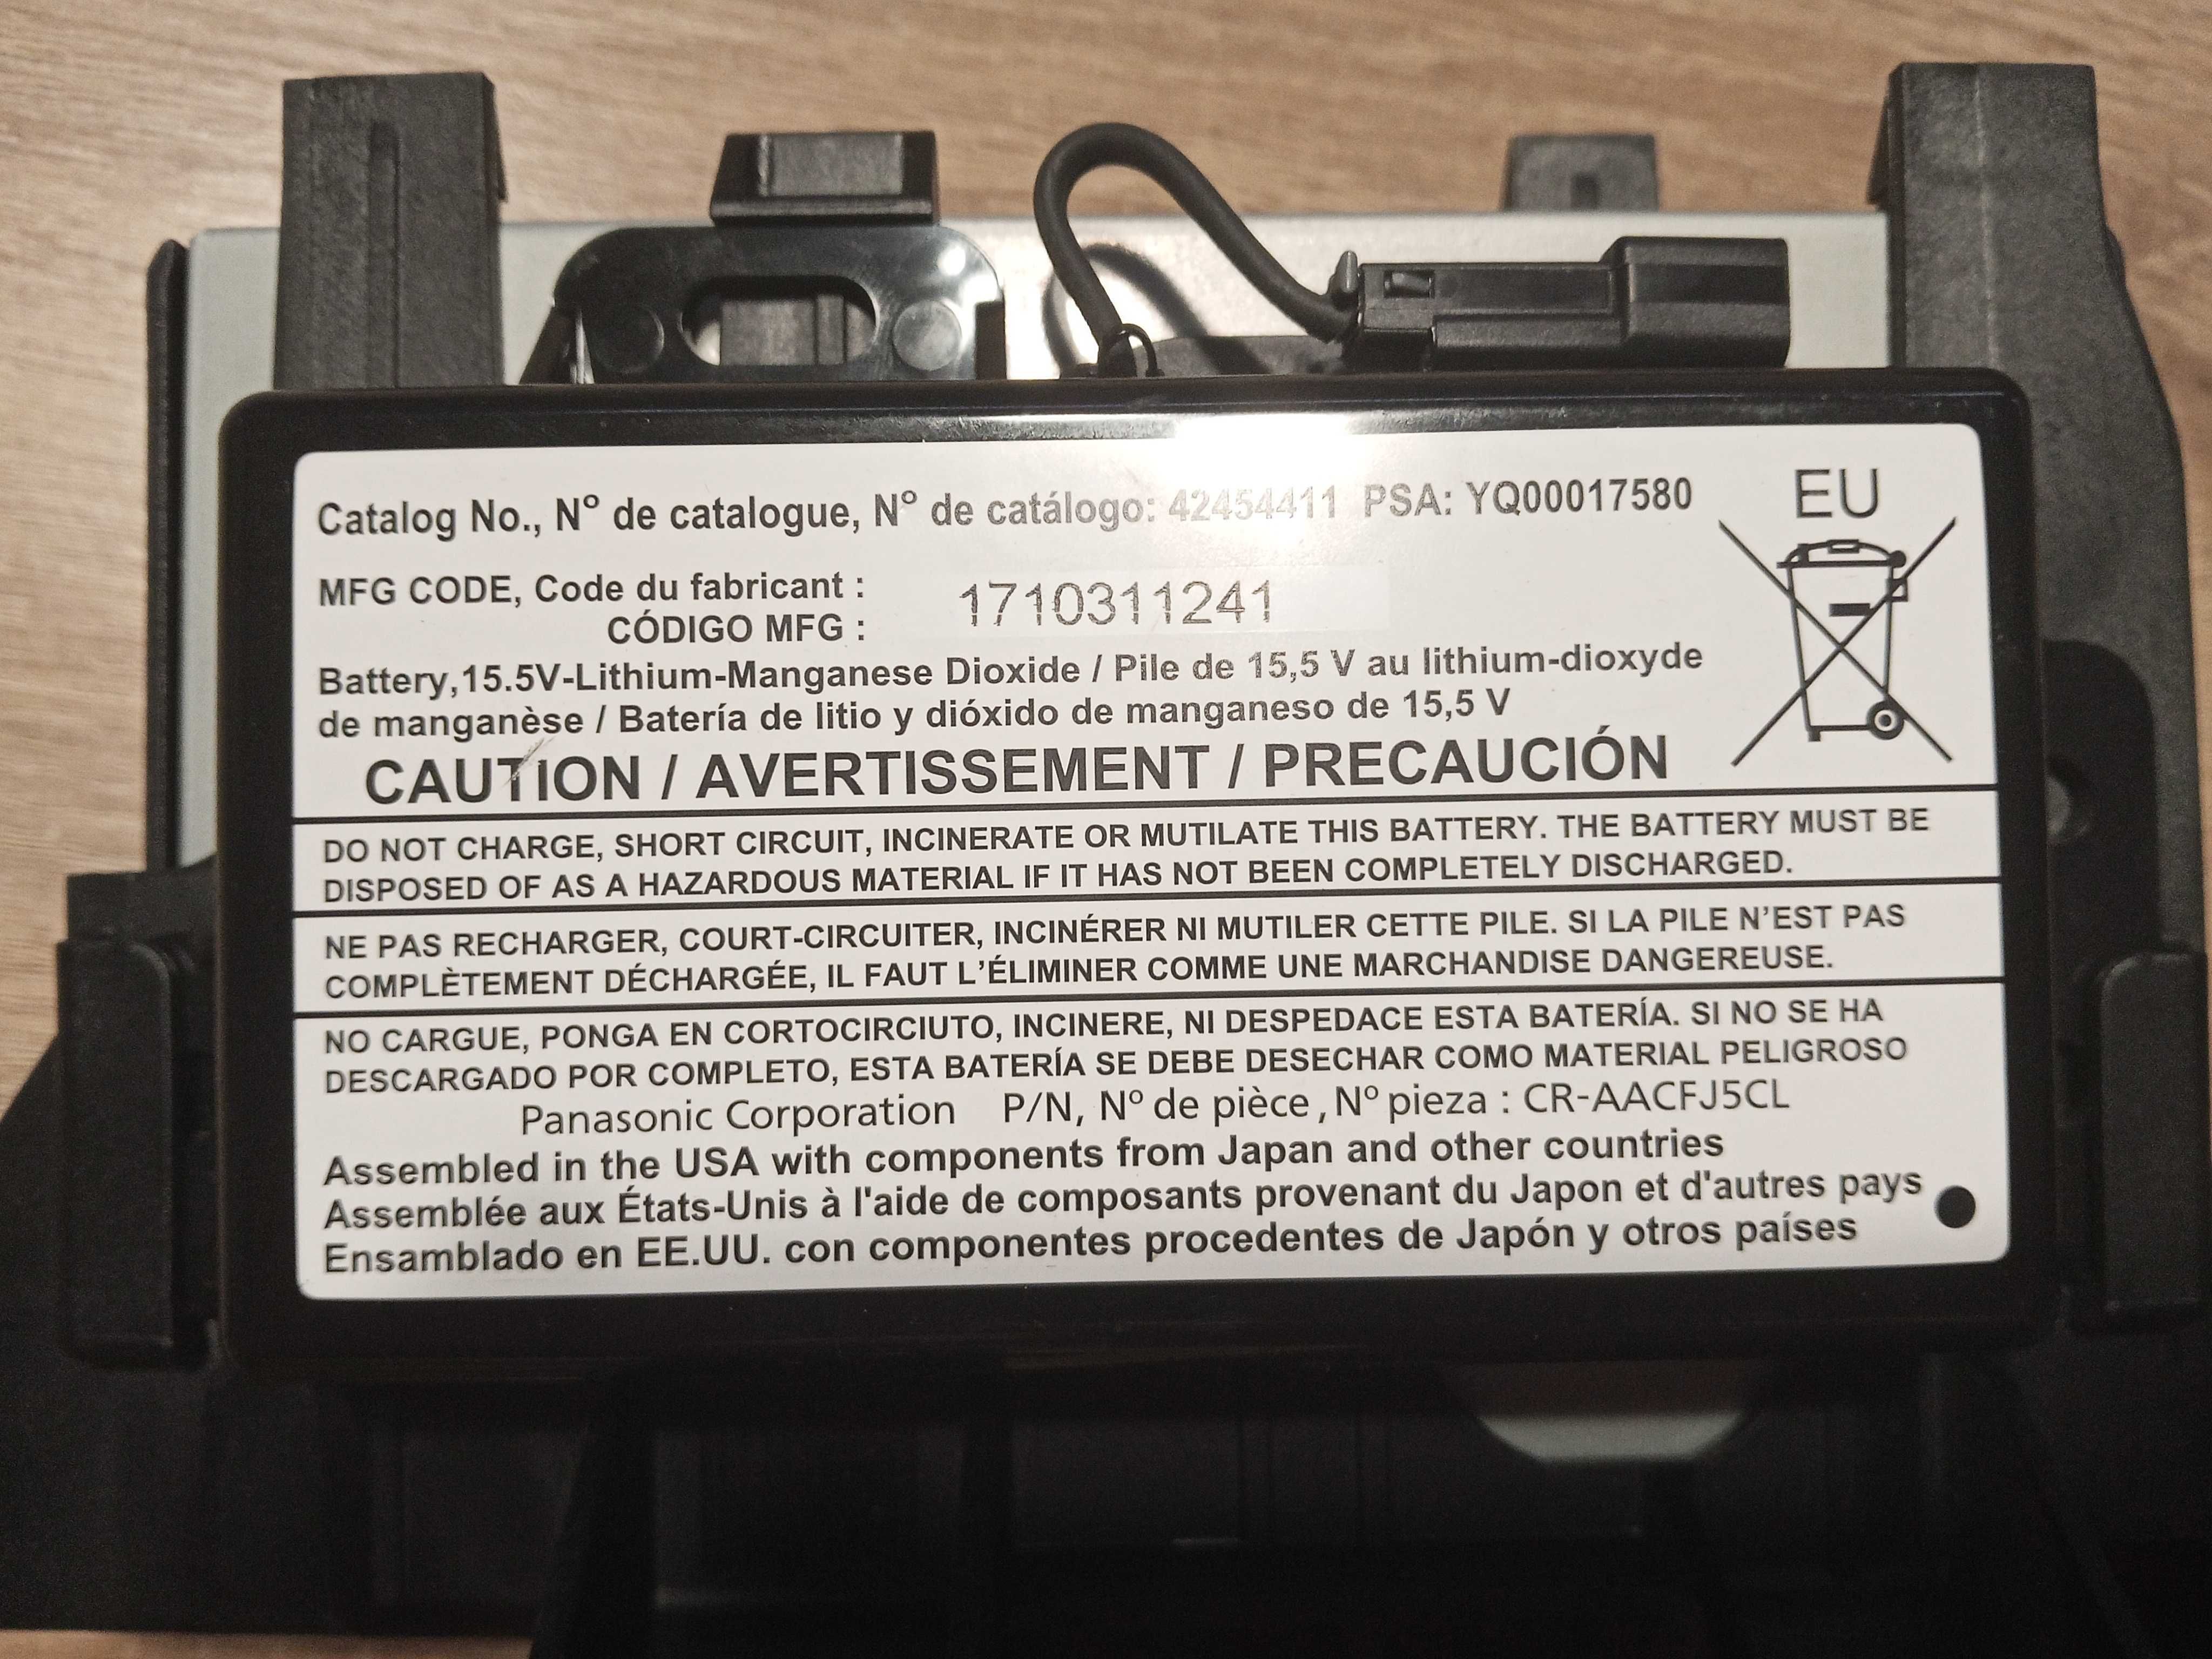 Catalog No., Nº de catalogue, Nº de catálogo: 42454411 PSA: YQ00017580
EU
MFG CODE, Code du fabricant :
CÓDIGO MFG :
1710311241
Battery,15.5V-Lithium-Manganese Dioxide / Pile de 15,5 V au lithium-dioxyde
de manganèse / Batería de litio y dióxido de manganeso de 15,5 V
CAUTION / AVERTISSEMENT / PRECAUCIÓN
DO NOT CHARGE, SHORT CIRCUIT, INCINERATE OR MUTILATE THIS BATTERY. THE BATTERY MUST BE
DISPOSED OF AS A HAZARDOUS MATERIAL IF IT HAS NOT BEEN COMPLETELY DISCHARGED.
NE PAS RECHARGER, COURT-CIRCUITER, INCINÉRER NI MUTILER CETTE PILE. SI LA PILE N'EST PAS
COMPLÈTEMENT DÉCHARGÉE, IL FAUT L'ÉLIMINER COMME UNE MARCHANDISE DANGEREUSE.
NO CARGUE, PONGA EN CORTOCIRCIUTO, INCINERE, NI DESPEDACE ESTA BATERÍA. SI NO SE HA
DESCARGADO POR COMPLETO, ESTA BATERÍA SE DEBE DESECHAR COMO MATERIAL PELIGROSO
Panasonic Corporation P/N, Nº de pièce , Nº pieza : CR-AACFJ5CL
Assembled in the USA with components from Japan and other countries
Assemblée aux États-Unis à l'aide de composants provenant du Japon et d'autres pays
Ensamblado en EE.UU. con componentes procedentes de Japón y otros países